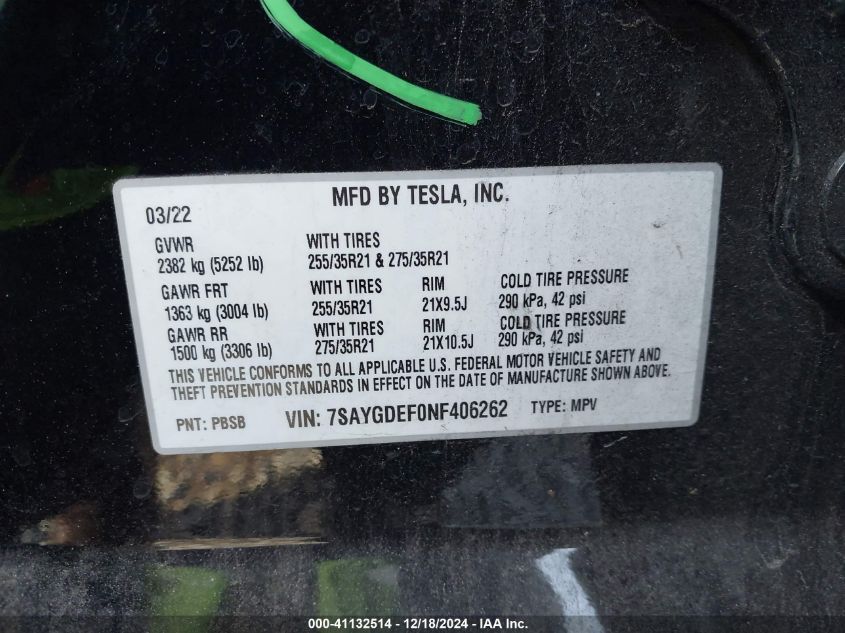 MFD BY TESLA, INC.
03/22
GVWR WITH TIRES
2382 kg (5252 lb) 255/35R21 & 275/35R21
GAWR FRT WITH TIRES RIM COLD TIRE PRESSURE
1363 kg (3004 lb) 255/35R21 21X9.5J 290 kPa, 42 psi
GAWR RR WITH TIRES RIM COLD TIRE PRESSURE
1500 kg (3306 lb) 275/35R21 21X10.5J 290 kPa, 42 psi
THIS VEHICLE CONFORMS TO ALL APPLICABLE U.S. FEDERAL MOTOR VEHICLE SAFETY AND
THEFT PREVENTION STANDARDS IN EFFECT ON THE DATE OF MANUFACTURE SHOWN ABOVE.
PNT: PBSB VIN: 7SAYGDEF0NF406262 TYPE: MPV
000-41132514 - 12/18/2024 - IAA Inc.